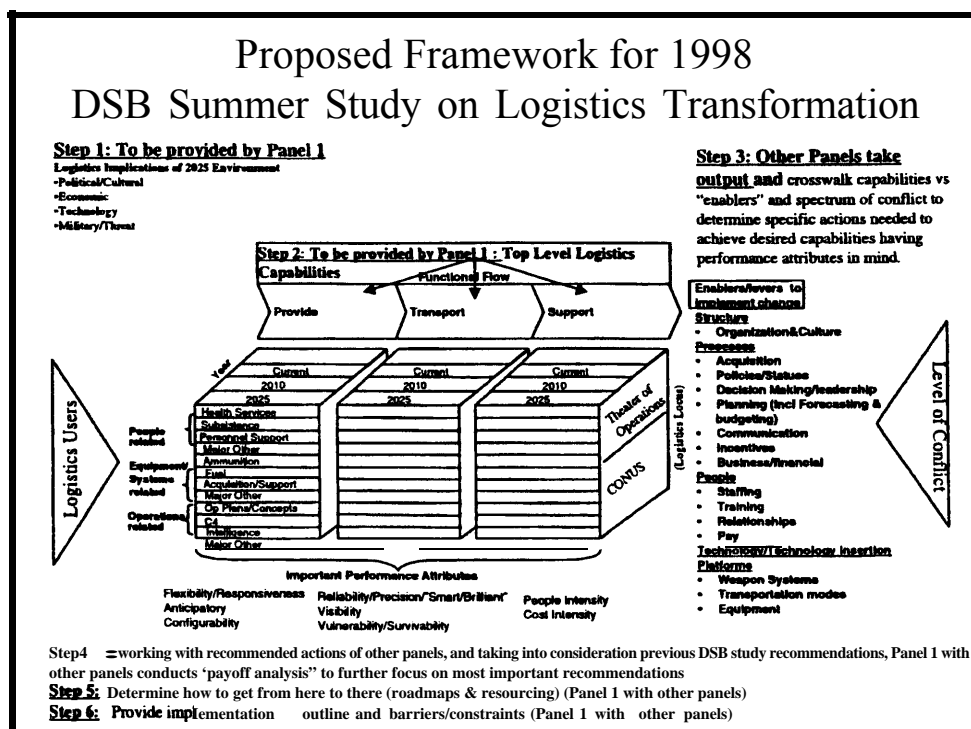 Proposed Framework for 1998
DSB Summer Study on Logistics Transformation
Step 1: To be provided by Panel 1
Logistics Implications of 2025 Environment
•Political/Cultural
•Economic
•Technology
•Military/Threat
Step 2: To be provided by Panel 1 : Top Level Logistics
Capabilities
Functional Flow
Provide
Transport
Support
Step 3: Other Panels take
output and crosswalk capabilities vs
"enablers" and spectrum of conflict to
determine specific actions needed to
achieve desired capabilities having
performance attributes in mind.
Enablers/levers to
implement change
Structure
• Organization&Culture
Processes
• Acquisition
• Policies/Statues
• Decision Making/leadership
• Planning (Incl Forecasting &
budgeting)
• Communication
• Incentives
• Business/financial
People
• Staffing
• Training
• Relationships
• Pay
Technology/Technology Insertion
Platforms
• Weapon Systems
• Transportation modes
• Equipment
Level of Conflict
Logistics Users
Year
Current
2010
2025
Current
2010
2025
Current
2010
2025
Theater of
Operations
CONUS
(Logistics Locus)
People
related
Equipment/
Systems
related
Operations
related
Health Services
Subsistence
Personnel Support
Major Other
Ammunition
Fuel
Acquisition/Support
Major Other
Op Plans/Concepts
C4
Intelligence
Major Other
Important Performance Attributes
Flexibility/Responsiveness
Anticipatory
Configurability
Reliability/Precision/"Smart/Brilliant"
Visibility
Vulnerability/Survivability
People Intensity
Cost Intensity
Step4 =working with recommended actions of other panels, and taking into consideration previous DSB study recommendations, Panel 1 with
other panels conducts 'payoff analysis" to further focus on most important recommendations
Step 5: Determine how to get from here to there (roadmaps & resourcing) (Panel 1 with other panels)
Step 6: Provide implementation outline and barriers/constraints (Panel 1 with other panels)